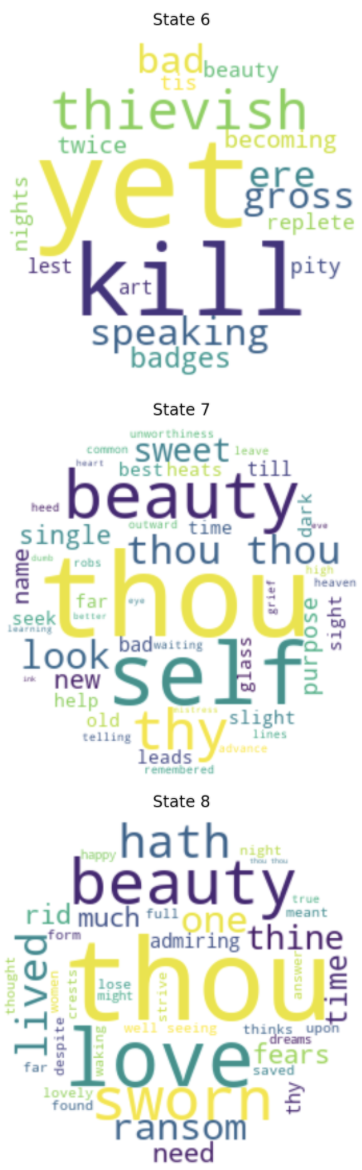 State 6
bad
beauty
tis
thievish
becoming
twice
yet
ere
gross
nights
replete
lest
kill
art
pity
speaking
badges
State 7
unworthiness
common
sweet
leave
heart
best
heats
till
beauty
heed
outward
time
dark
eve
single
thou thou
name
dumb
robs
thou
high
heaven
far
eye
grief
seek
better
learning
purpose
sight
look
bad
waiting
self
glass
ink
new
help
mistress
old
thy
slight
telling
lines
advance
leads
remembered
State 8
hath
happy
night
thou thou
beauty
true
rid
much
full
one
meant
form
admiring
thine
thou
lived
thought
women
crests
lose
might
strive
answer
time
well seeing
thinks
upon
despite
waking
love
dreams
fears
far
saved
lovely
sworn
thy
found
ransom
need